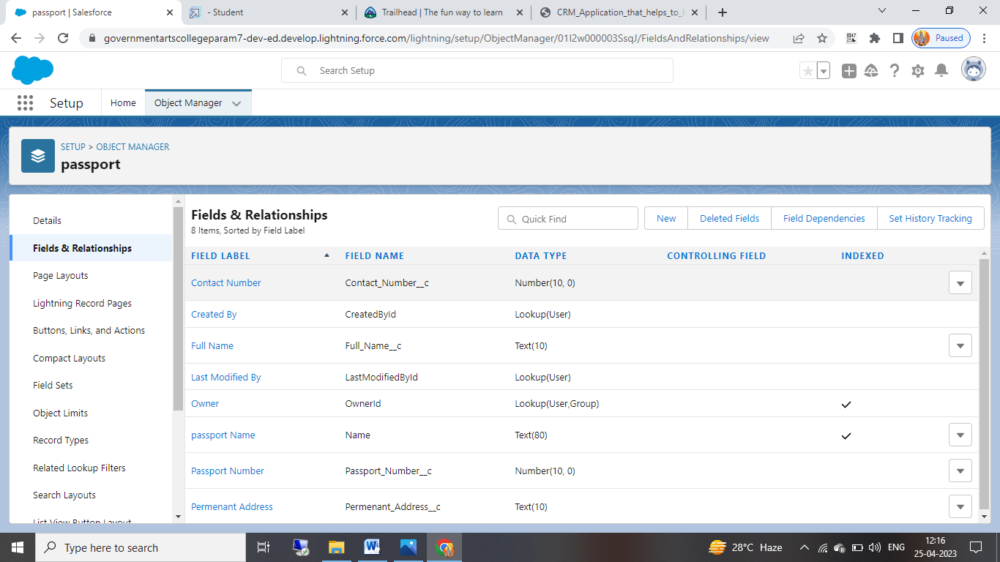 passport | Salesforce
- Student
Trailhead | The fun way to learn
CRM_Application_that_helps_to_
governmentartscollegeparam7-dev-ed.develop.lightning.force.com/lightning/setup/ObjectManager/01I2w000003SsqJ/FieldsAndRelationships/view
Paused
salesforce
Search Setup
Setup
Home
Object Manager
SETUP > OBJECT MANAGER
passport
Details
Fields & Relationships
Page Layouts
Lightning Record Pages
Buttons, Links, and Actions
Compact Layouts
Field Sets
Object Limits
Record Types
Related Lookup Filters
Search Layouts
List View Button Layout
Fields & Relationships
8 Items, Sorted by Field Label
Quick Find
New
Deleted Fields
Field Dependencies
Set History Tracking
FIELD LABEL FIELD NAME DATA TYPE CONTROLLING FIELD INDEXED
Contact Number Contact_Number__c Number(10, 0)
Created By CreatedById Lookup(User)
Full Name Full_Name__c Text(10)
Last Modified By LastModifiedById Lookup(User)
Owner OwnerId Lookup(User,Group)
passport Name Name Text(80)
Passport Number Passport_Number__c Number(10, 0)
Permenant Address Permenant_Address__c Text(10)
Type here to search
28°C Haze
ENG
12:16
25-04-2023